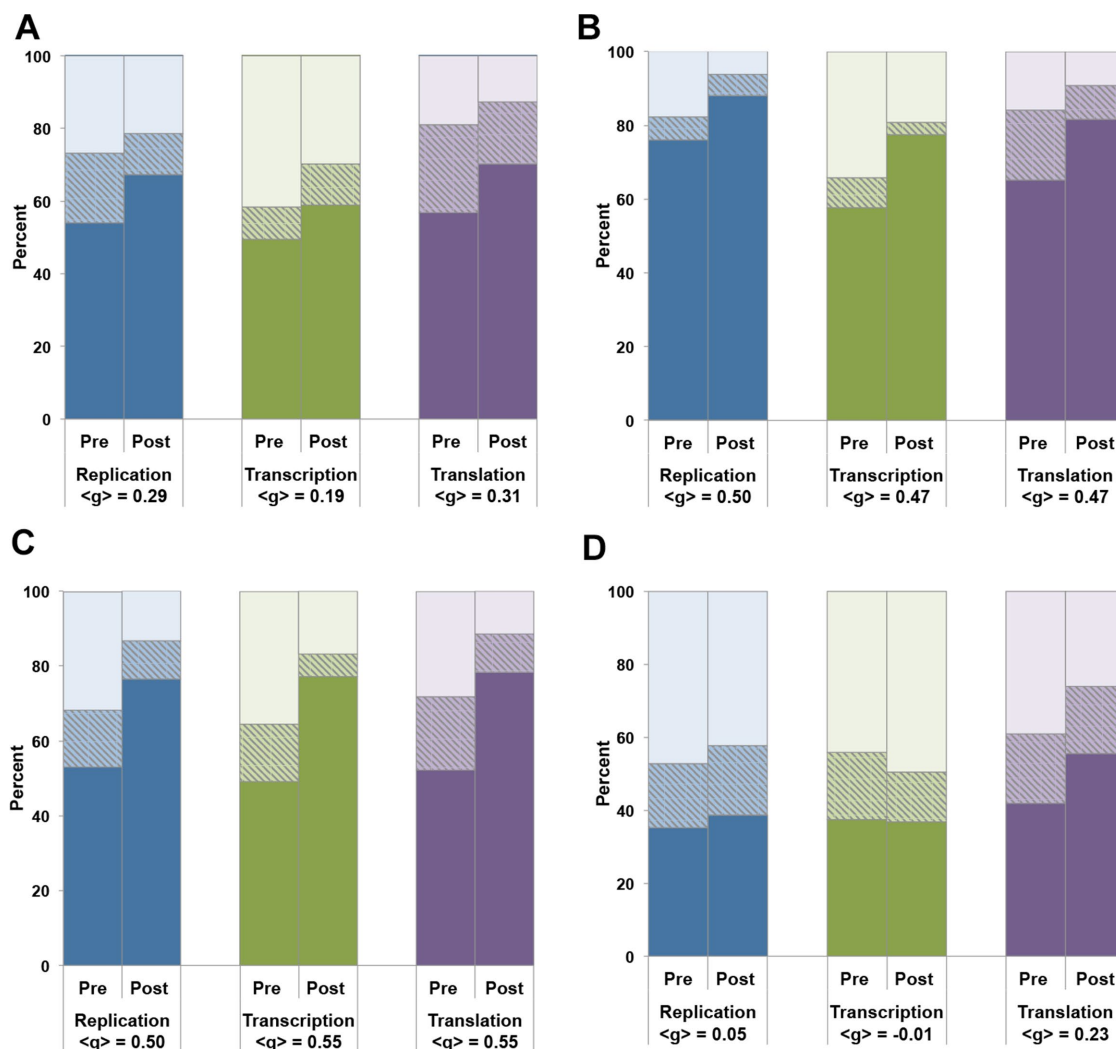 A
Percent
100
80
60
40
20
0
Pre Post Pre Post Pre Post
Replication Transcription Translation
<g> = 0.29 <g> = 0.19 <g> = 0.31
B
Percent
100
80
60
40
20
0
Pre Post Pre Post Pre Post
Replication Transcription Translation
<g> = 0.50 <g> = 0.47 <g> = 0.47
C
Percent
100
80
60
40
20
0
Pre Post Pre Post Pre Post
Replication Transcription Translation
<g> = 0.50 <g> = 0.55 <g> = 0.55
D
Percent
100
80
60
40
20
0
Pre Post Pre Post Pre Post
Replication Transcription Translation
<g> = 0.05 <g> = -0.01 <g> = 0.23